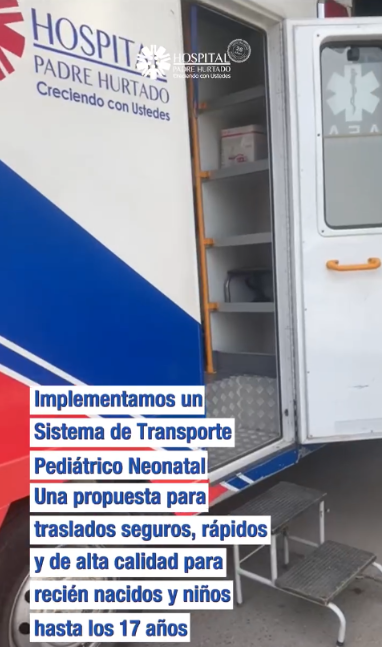 HOSPITAL
PADRE HURTADO
Creciendo con Ustedes
HOSPITAL
PADRE HURTADO
Creciendo con Ustedes
Implementamos un
Sistema de Transporte
Pediátrico Neonatal
Una propuesta para
traslados seguros, rápidos
y de alta calidad para
recién nacidos y niños
hasta los 17 años